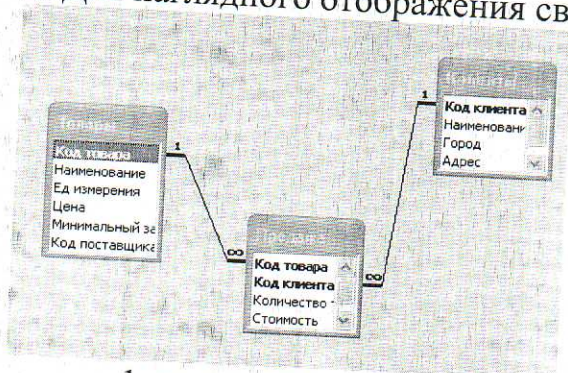 наглядного отображения св
Код товара
Наименование
Ед измерения
Цена
Минимальный за
Код поставщика
1
∞
Код товара
Код клиента
Количество
Стоимость
∞
1
Клиенты
Код клиента
Наименовани
Город
Адрес